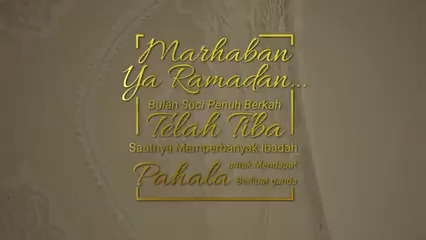 Marhaban
Ya Ramadan...
Bulan Suci Penuh Berkah
Telah Tiba
Saatnya Memperbanyak Ibadah
Pahala
untuk Mendapat
Berlipat ganda